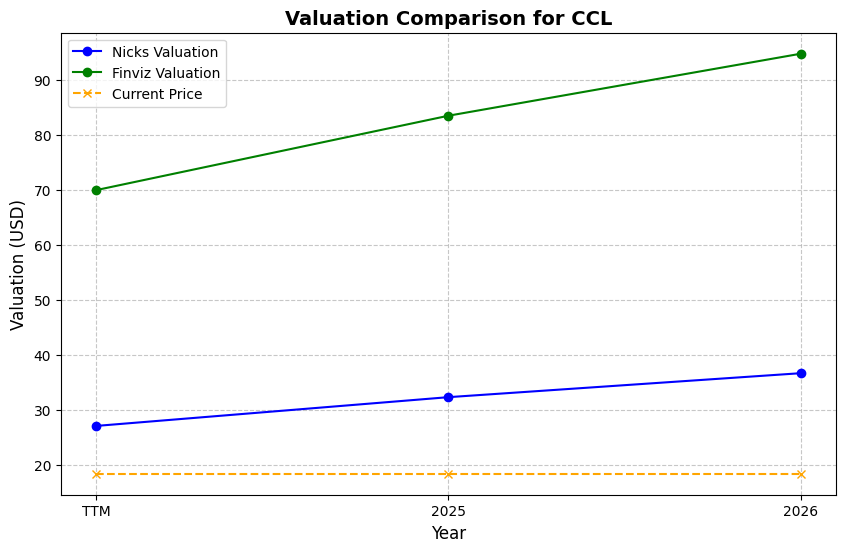 Valuation Comparison for CCL
Nicks Valuation
Finviz Valuation
Current Price
Valuation (USD)
90
80
70
60
50
40
30
20
TTM
2025
2026
Year